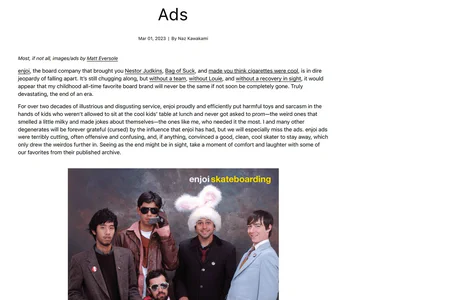 Ads
Mar 01, 2023 | By Naz Kawakami
Most, if not all, images/ads by Matt Eversole
enjoi, the board company that brought you Nestor Judkins, Bag of Suck, and made you think cigarettes were cool, is in dire
jeopardy of falling apart. It's still chugging along, but without a team, without Louie, and without a recovery in sight, it would
appear that my childhood all-time favorite board brand will never be the same if not soon be completely gone. Truly
devastating, the end of an era.
For over two decades of illustrious and disgusting service, enjoi proudly and efficiently put harmful toys and sarcasm in the
hands of kids who weren't allowed to sit at the cool kids' table at lunch and never got asked to prom—the weird ones that
smelled a little milky and made jokes about themselves—the ones like me, who needed it the most. I and many other
degenerates will be forever grateful (cursed) by the influence that enjoi has had, but we will especially miss the ads. enjoi ads
were terribly cutting, often offensive and confusing, and, if anything, convinced a good, clean, cool skater to stay away, which
only drew the weirdos further in. Seeing as the end might be in sight, take a moment of comfort and laughter with some of
our favorites from their published archive.
enjoi skateboarding